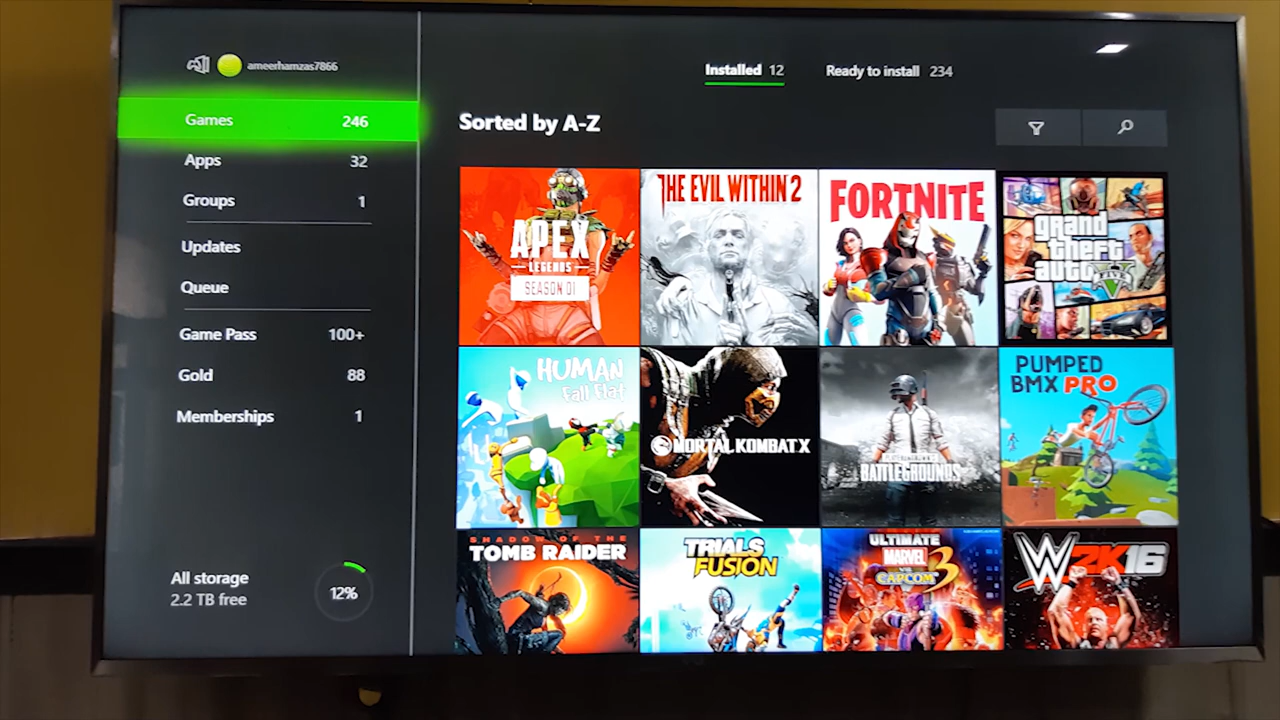 ameerhamzas7866
Installed 12
Ready to install 234
Games 246
Apps 32
Groups 1
Updates
Queue
Game Pass 100+
Gold 88
Memberships 1
All storage
2.2 TB free
12%
Sorted by A-Z
APEX
LEGENDS
SEASON 01
THE EVIL WITHIN 2
FORTNITE
grand
theft
auto V
HUMAN
Fall Flat
MORTAL KOMBAT X
PLAYERUNKNOWN'S
BATTLEGROUNDS
PUMPED
BMX PRO
SHADOW OF THE
TOMB RAIDER
TRIALS
FUSION
ULTIMATE
MARVEL
VS.
CAPCOM 3
W 2K16